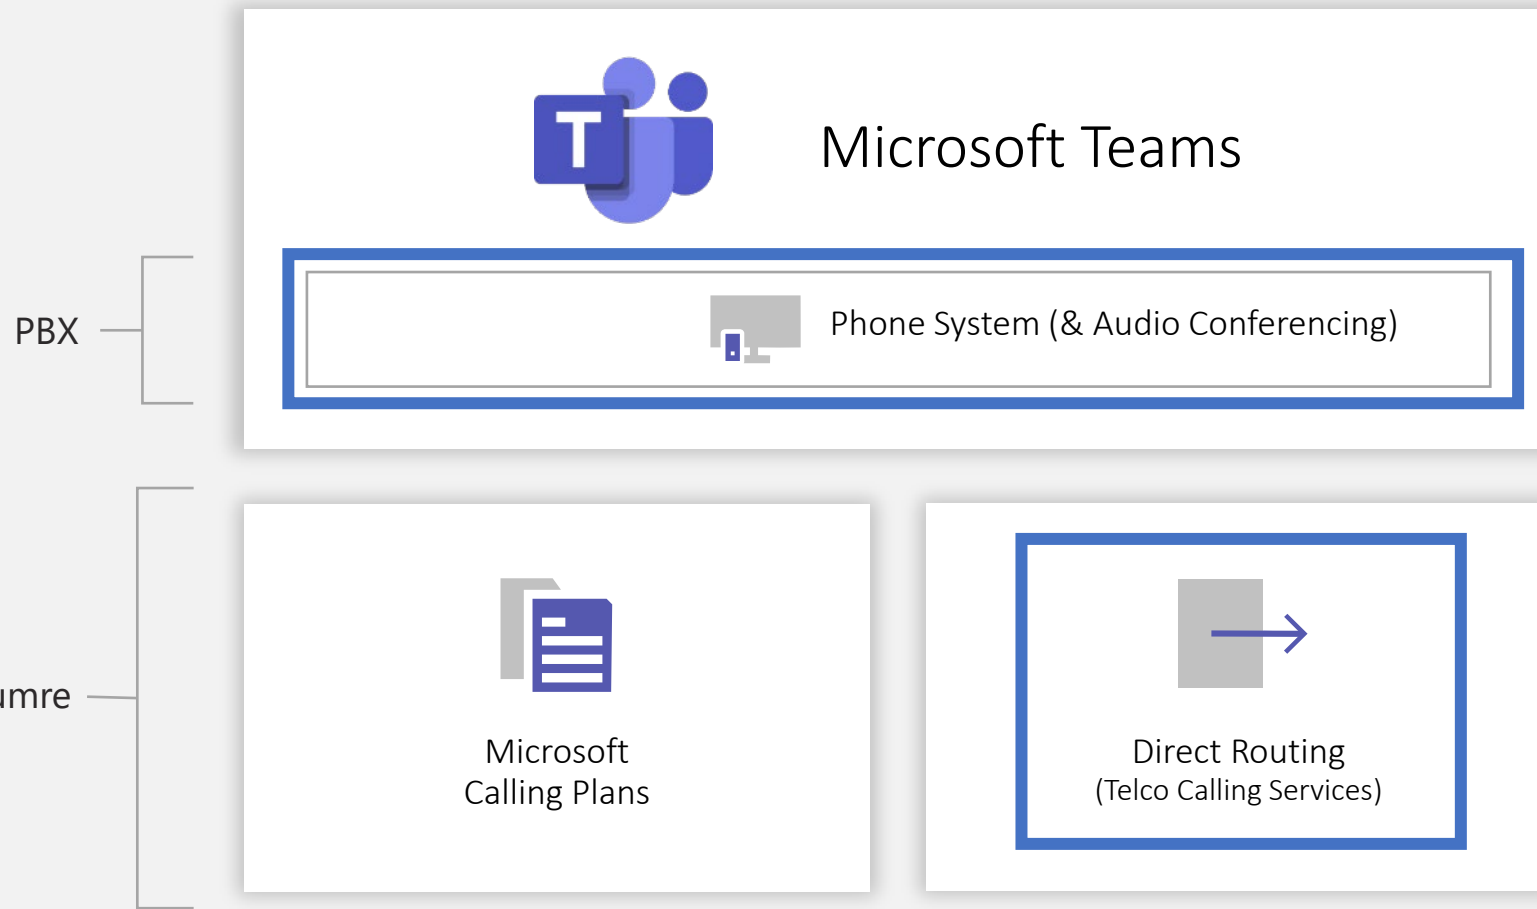 T
Microsoft Teams
PBX
Phone System (& Audio Conferencing)
Microsoft
Calling Plans
Direct Routing
(Telco Calling Services)